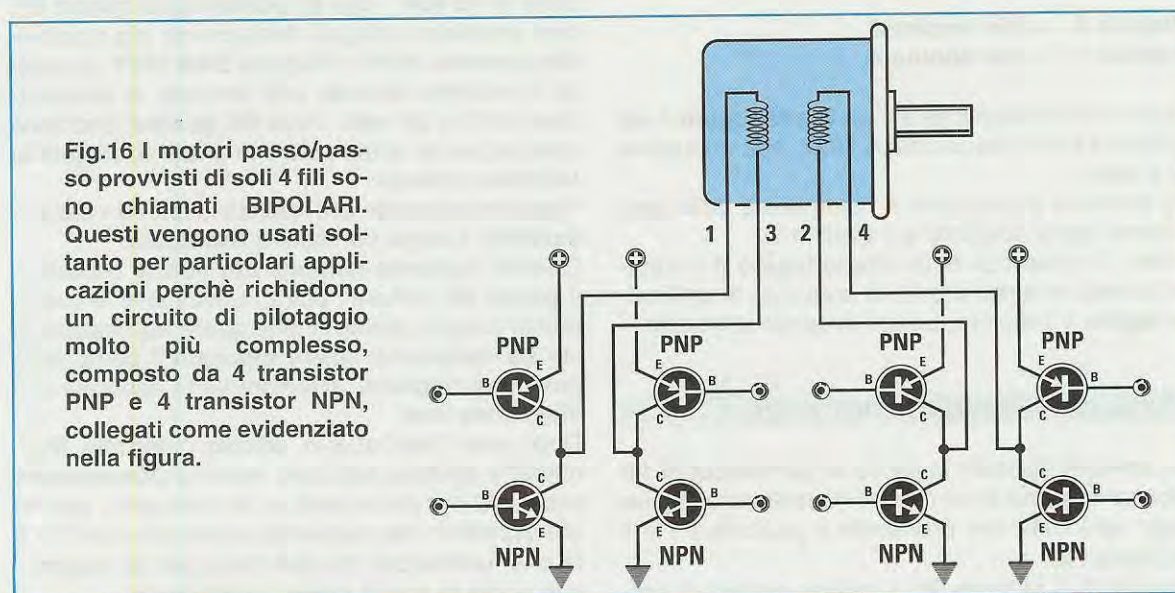 Fig.16 I motori passo/pas-
so provvisti di soli 4 fili so-
no chiamati BIPOLARI.
Questi vengono usati sol-
tanto per particolari appli-
cazioni perchè richiedono
un circuito di pilotaggio
molto più complesso,
composto da 4 transistor
PNP e 4 transistor NPN,
collegati come evidenziato
nella figura.
1 3 2 4
PNP PNP PNP PNP
E E E E
B B B B
C C C C
C C C C
B B B B
E E E E
NPN NPN NPN NPN